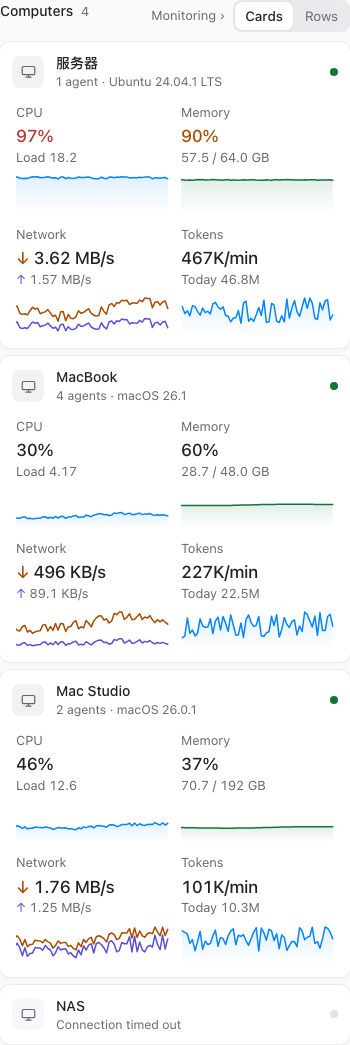 Computers 4
Monitoring ›
Cards
Rows
服务器
1 agent · Ubuntu 24.04.1 LTS
CPU
97%
Load 18.2
Memory
90%
57.5 / 64.0 GB
Network
↓ 3.62 MB/s
↑ 1.57 MB/s
Tokens
467K/min
Today 46.8M
MacBook
4 agents · macOS 26.1
CPU
30%
Load 4.17
Memory
60%
28.7 / 48.0 GB
Network
↓ 496 KB/s
↑ 89.1 KB/s
Tokens
227K/min
Today 22.5M
Mac Studio
2 agents · macOS 26.0.1
CPU
46%
Load 12.6
Memory
37%
70.7 / 192 GB
Network
↓ 1.76 MB/s
↑ 1.25 MB/s
Tokens
101K/min
Today 10.3M
NAS
Connection timed out